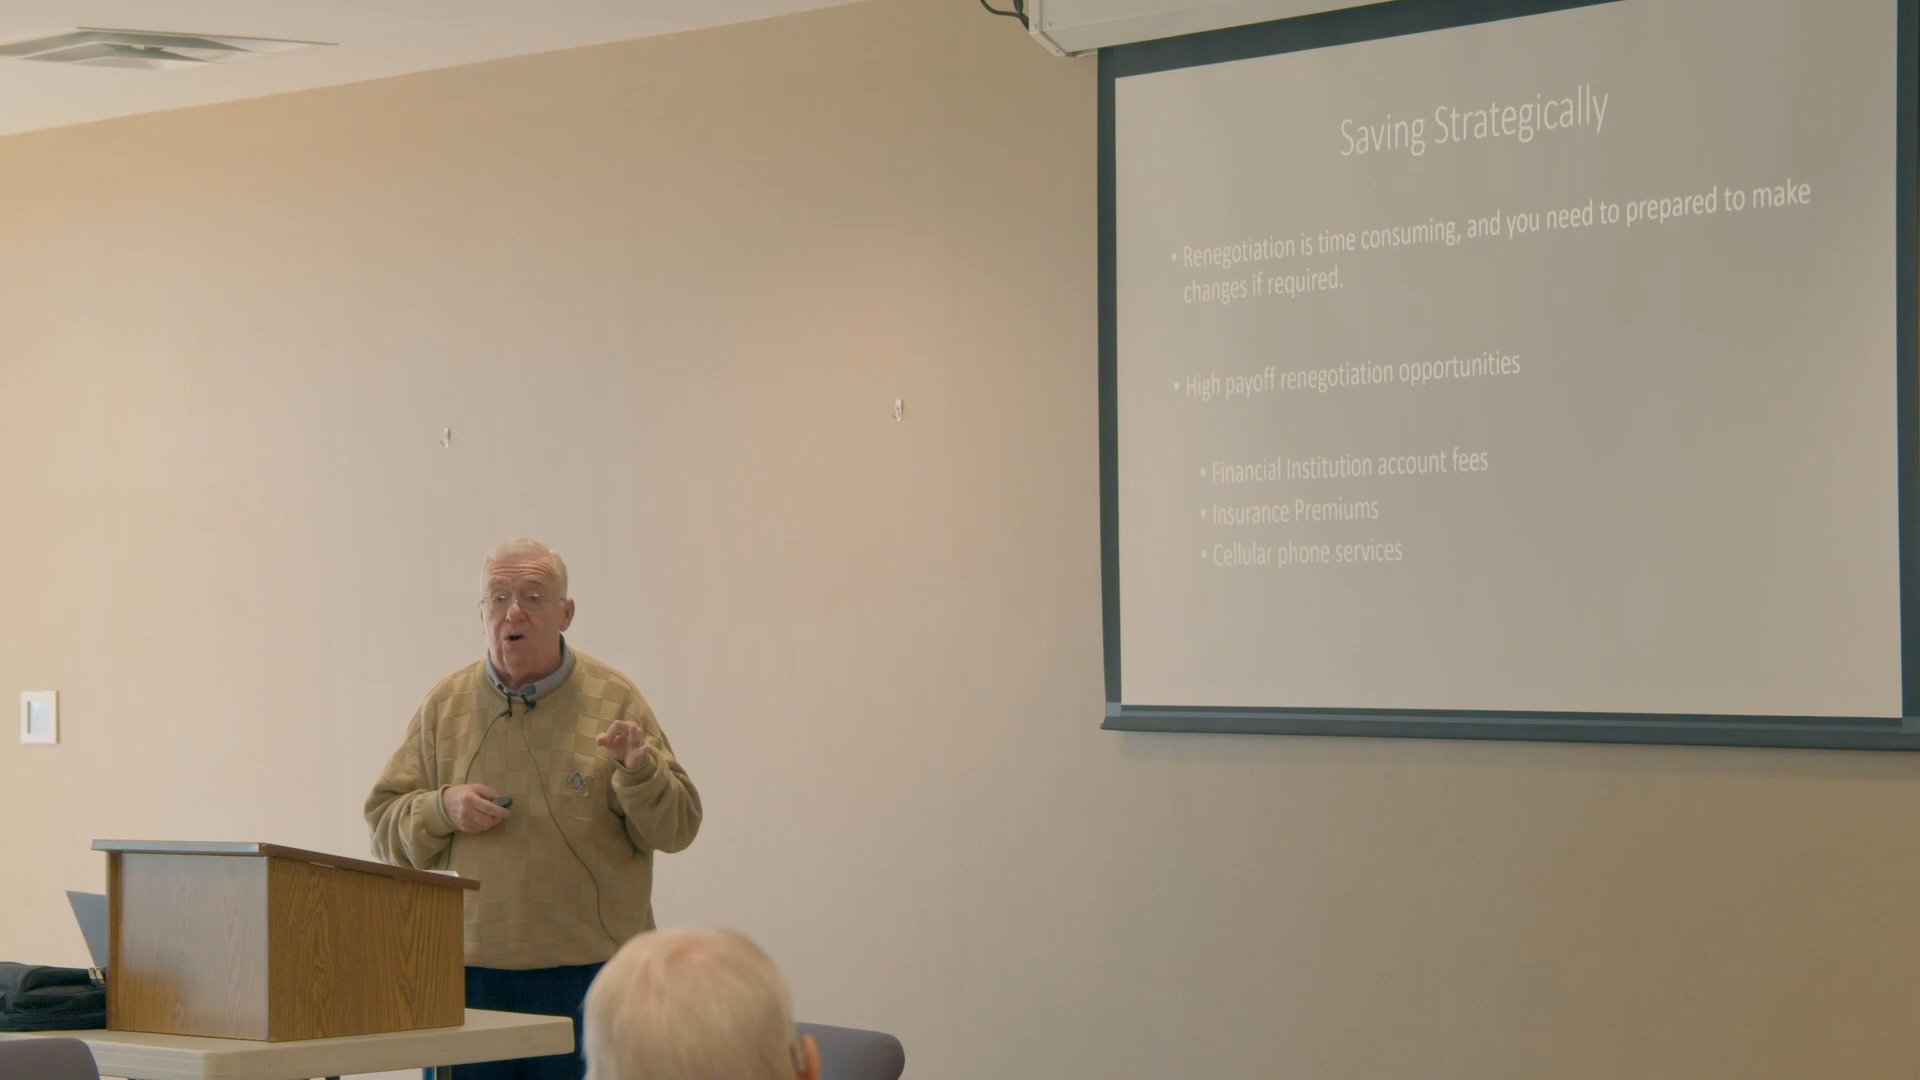 Saving Strategically
• Renegotiation is time consuming, and you need to prepared to make
changes if required.
• High payoff renegotiation opportunities
• Financial Institution account fees
• Insurance Premiums
• Cellular phone services